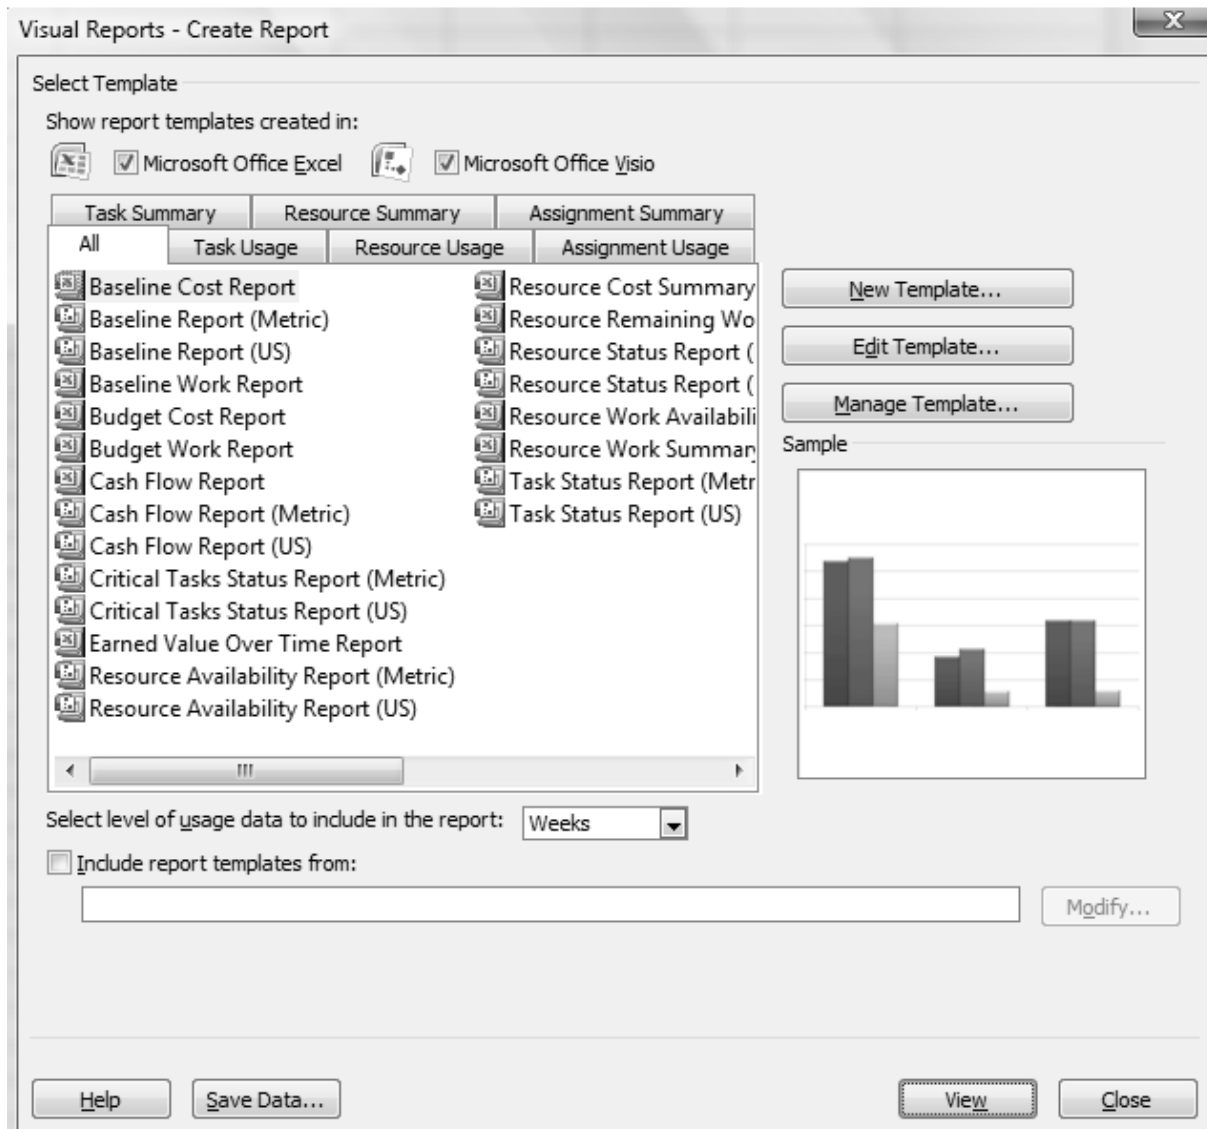 Visual Reports - Create Report
Select Template
Show report templates created in:
Microsoft Office Excel
Microsoft Office Visio
Task Summary
Resource Summary
Assignment Summary
All
Task Usage
Resource Usage
Assignment Usage
Baseline Cost Report
Baseline Report (Metric)
Baseline Report (US)
Baseline Work Report
Budget Cost Report
Budget Work Report
Cash Flow Report
Cash Flow Report (Metric)
Cash Flow Report (US)
Critical Tasks Status Report (Metric)
Critical Tasks Status Report (US)
Earned Value Over Time Report
Resource Availability Report (Metric)
Resource Availability Report (US)
Resource Cost Summary
Resource Remaining Wo
Resource Status Report (
Resource Status Report (
Resource Work Availabili
Resource Work Summar
Task Status Report (Metr
Task Status Report (US)
New Template...
Edit Template...
Manage Template...
Sample
Select level of usage data to include in the report:
Weeks
Include report templates from:
Modify...
Help
Save Data...
View
Close